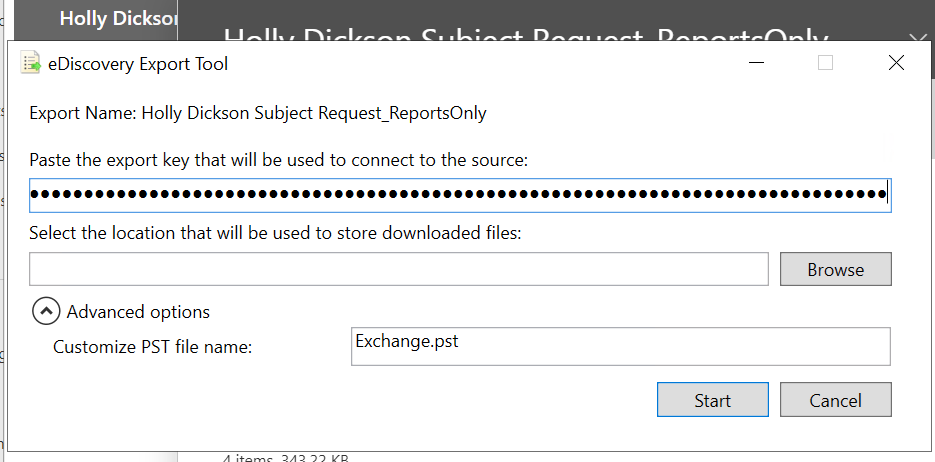 Holly Dickson
Holly Dickson Subject Request_ReportsOnly
eDiscovery Export Tool
Export Name: Holly Dickson Subject Request_ReportsOnly
Paste the export key that will be used to connect to the source:
Select the location that will be used to store downloaded files:
Browse
Advanced options
Customize PST file name:
Exchange.pst
Start
Cancel
4 items, 343.22 KB